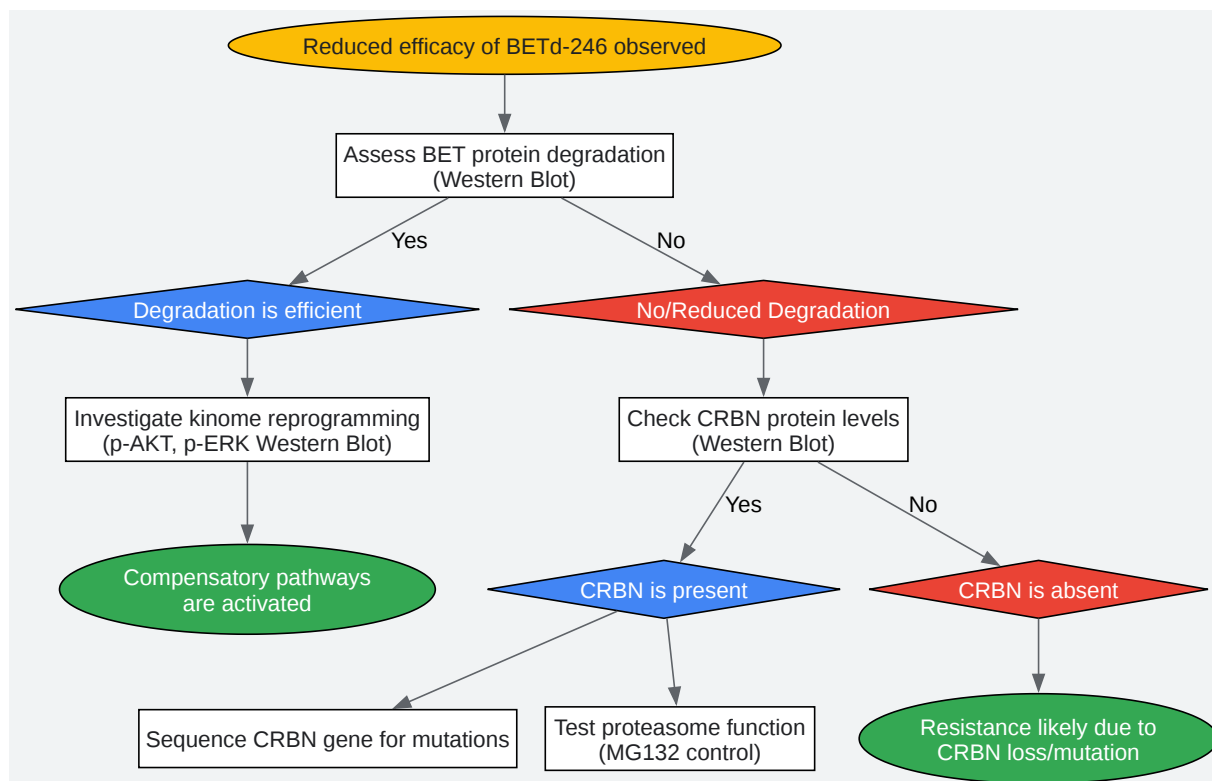 Reduced efficacy of BETd-246 observed
Assess BET protein degradation
(Western Blot)
Yes
No
Degradation is efficient
No/Reduced Degradation
Investigate kinome reprogramming
(p-AKT, p-ERK Western Blot)
Check CRBN protein levels
(Western Blot)
Yes
No
Compensatory pathways
are activated
CRBN is present
CRBN is absent
Sequence CRBN gene for mutations
Test proteasome function
(MG132 control)
Resistance likely due to
CRBN loss/mutation